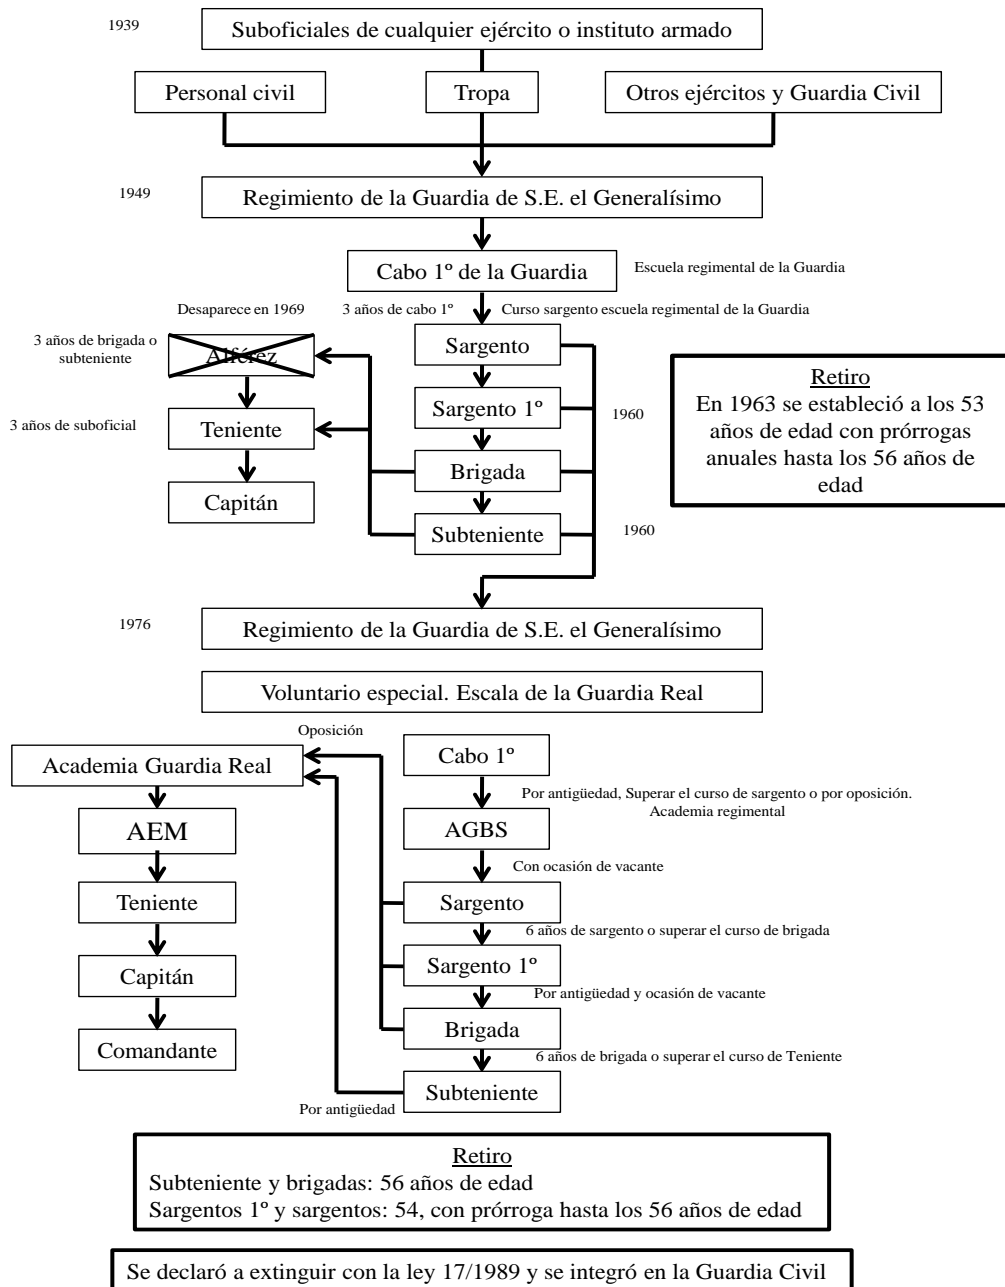 1939
Suboficiales de cualquier ejército o instituto armado
Personal civil
Tropa
Otros ejércitos y Guardia Civil
1949
Regimiento de la Guardia de S.E. el Generalísimo
Cabo 1º de la Guardia
Escuela regimental de la Guardia
Desaparece en 1969
3 años de cabo 1º
Curso sargento escuela regimental de la Guardia
3 años de brigada o
subteniente
Alférez
Sargento
3 años de suboficial
Teniente
Sargento 1º
1960
Capitán
Brigada
Subteniente
1960
Retiro
En 1963 se estableció a los 53
años de edad con prórrogas
anuales hasta los 56 años de
edad
1976
Regimiento de la Guardia de S.E. el Generalísimo
Voluntario especial. Escala de la Guardia Real
Oposición
Academia Guardia Real
Cabo 1º
Por antigüedad, Superar el curso de sargento o por oposición.
Academia regimental
AEM
AGBS
Con ocasión de vacante
Teniente
Sargento
6 años de sargento o superar el curso de brigada
Capitán
Sargento 1º
Por antigüedad y ocasión de vacante
Comandante
Brigada
6 años de brigada o superar el curso de Teniente
Subteniente
Por antigüedad
Retiro
Subteniente y brigadas: 56 años de edad
Sargentos 1º y sargentos: 54, con prórroga hasta los 56 años de edad
Se declaró a extinguir con la ley 17/1989 y se integró en la Guardia Civil